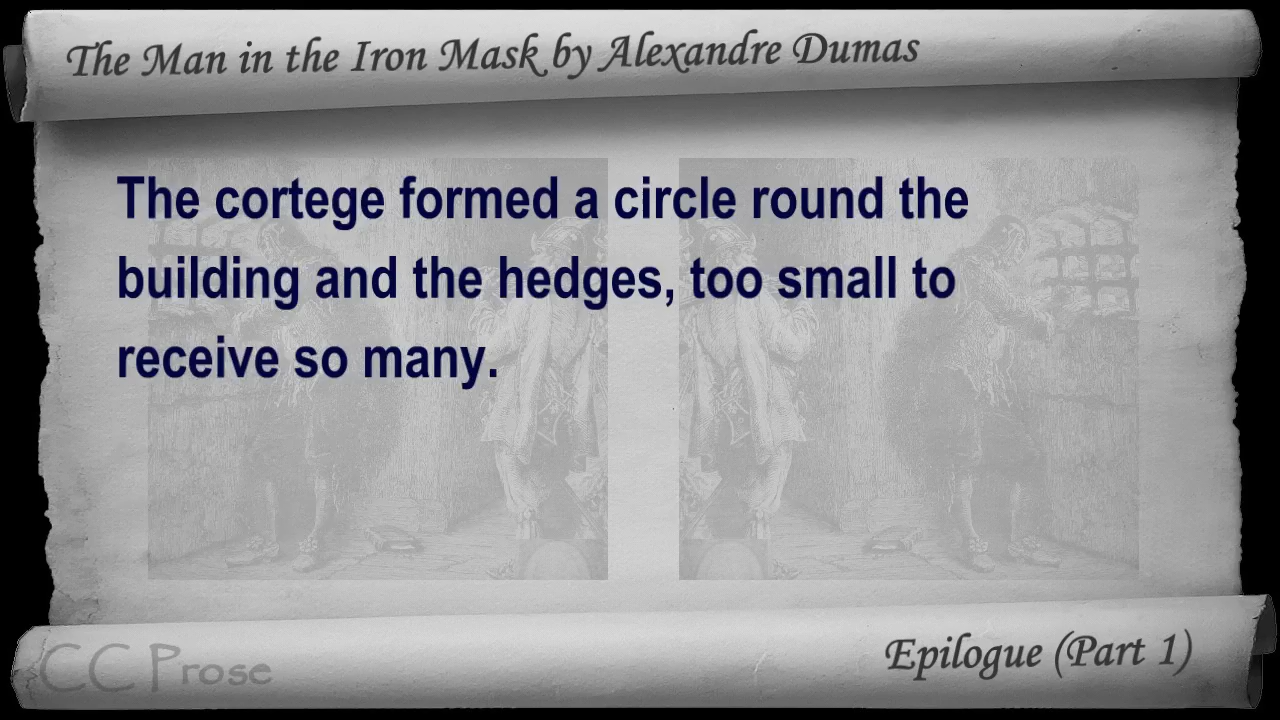 The Man in the Iron Mask by Alexandre Dumas
The cortege formed a circle round the
building and the hedges, too small to
receive so many.
CC Prose
Epilogue (Part 1)